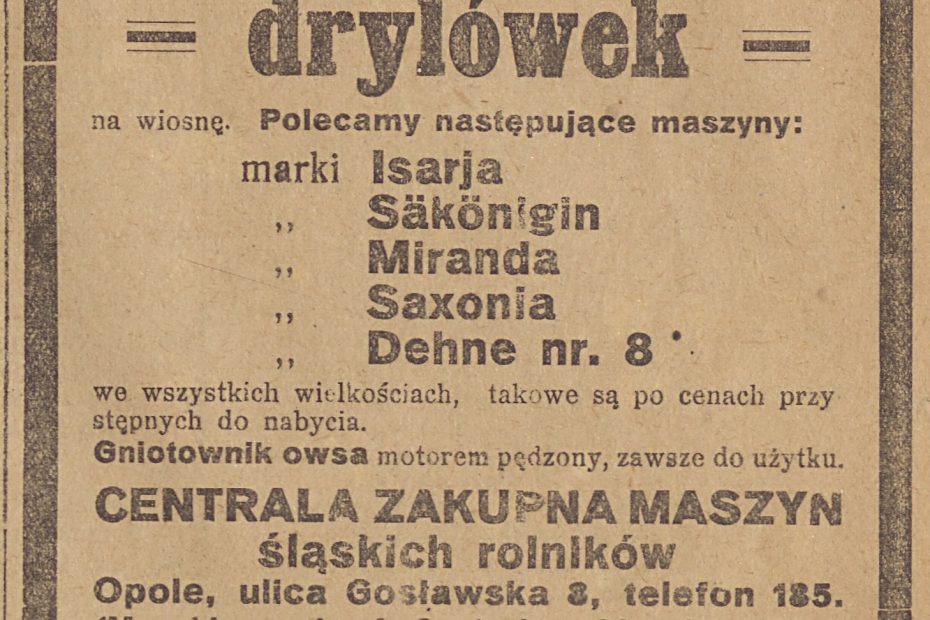 drylówek
na wiosnę. Polecamy następujące maszyny:
marki Isarja
„ Säkönigin
„ Miranda
„ Saxonia
„ Dehne nr. 8
we wszystkich wielkościach, takowe są po cenach przy
stępnych do nabycia.
Gniotownik owsa motorem pędzony, zawsze do użytku.
CENTRALA ZAKUPNA MASZYN
śląskich rolników
Opole, ulica Gosławska 8, telefon 185.